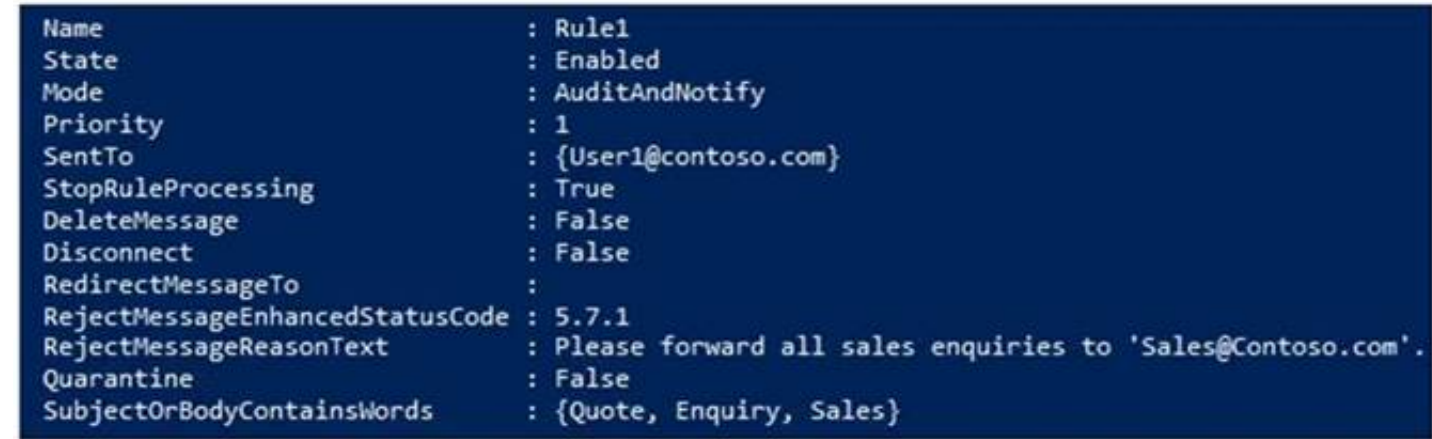 Name : Rule1
State : Enabled
Mode : AuditAndNotify
Priority : 1
SentTo : {User1@contoso.com}
StopRuleProcessing : True
DeleteMessage : False
Disconnect : False
RedirectMessageTo :
RejectMessageEnhancedStatusCode : 5.7.1
RejectMessageReasonText : Please forward all sales enquiries to 'Sales@Contoso.com'.
Quarantine : False
SubjectOrBodyContainsWords : {Quote, Enquiry, Sales}